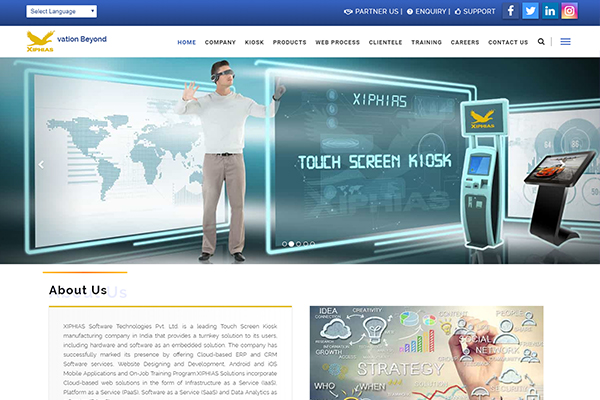 Select Language
PARTNER US | ENQUIRY | SUPPORT
XIPHIAS
vation Beyond
HOME COMPANY KIOSK PRODUCTS WEB PROCESS CLIENTELE TRAINING CAREERS CONTACT US
XIPHIAS
TOUCH SCREEN KIOSK
XIPHIAS
XIPHIAS
About Us
XIPHIAS Software Technologies Pvt. Ltd. is a leading Touch Screen Kiosk
manufacturing company in India that provides a turnkey solution to its users,
including hardware and software as an embedded solution. The company has
successfully marked its presence by offering Cloud-based ERP and CRM
Software services, Website Designing and Development, Android and iOS
Mobile Applications and On-Job Training Program.XIPHIAS Solutions incorporate
Cloud-based web solutions in the form of Infrastructure as a Service (IaaS),
Platform as a Service (PaaS), Software as a Service (SaaS) and Data Analytics as
IDEA
CONNECTION
CREATIVITY
INFORMATION
GROWTH
ACCESS
RESEARCH
CONTENT
PEOPLE
SOCIAL
NETWORK
STRATEGY